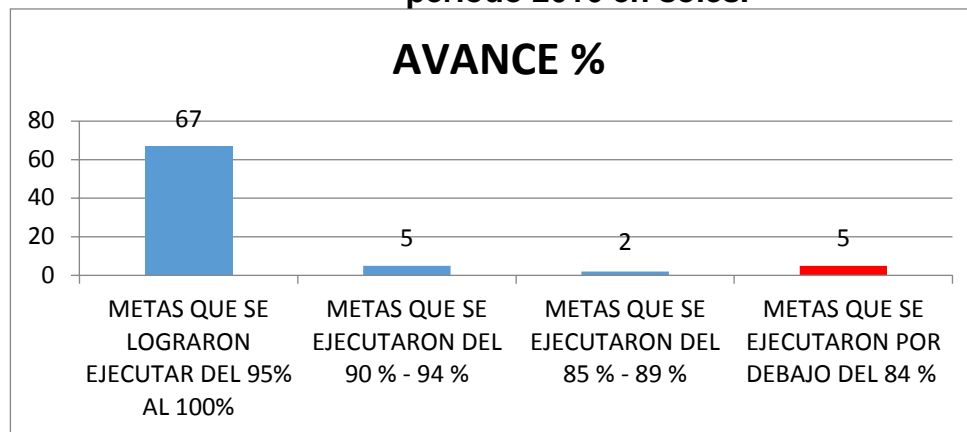 AVANCE %
80
60
40
20
0
67
5
2
5
METAS QUE SE
LOGRARON
EJECUTAR DEL 95%
AL 100%
METAS QUE SE
EJECUTARON DEL
90 % - 94 %
METAS QUE SE
EJECUTARON DEL
85 % - 89 %
METAS QUE SE
EJECUTARON POR
DEBAJO DEL 84 %